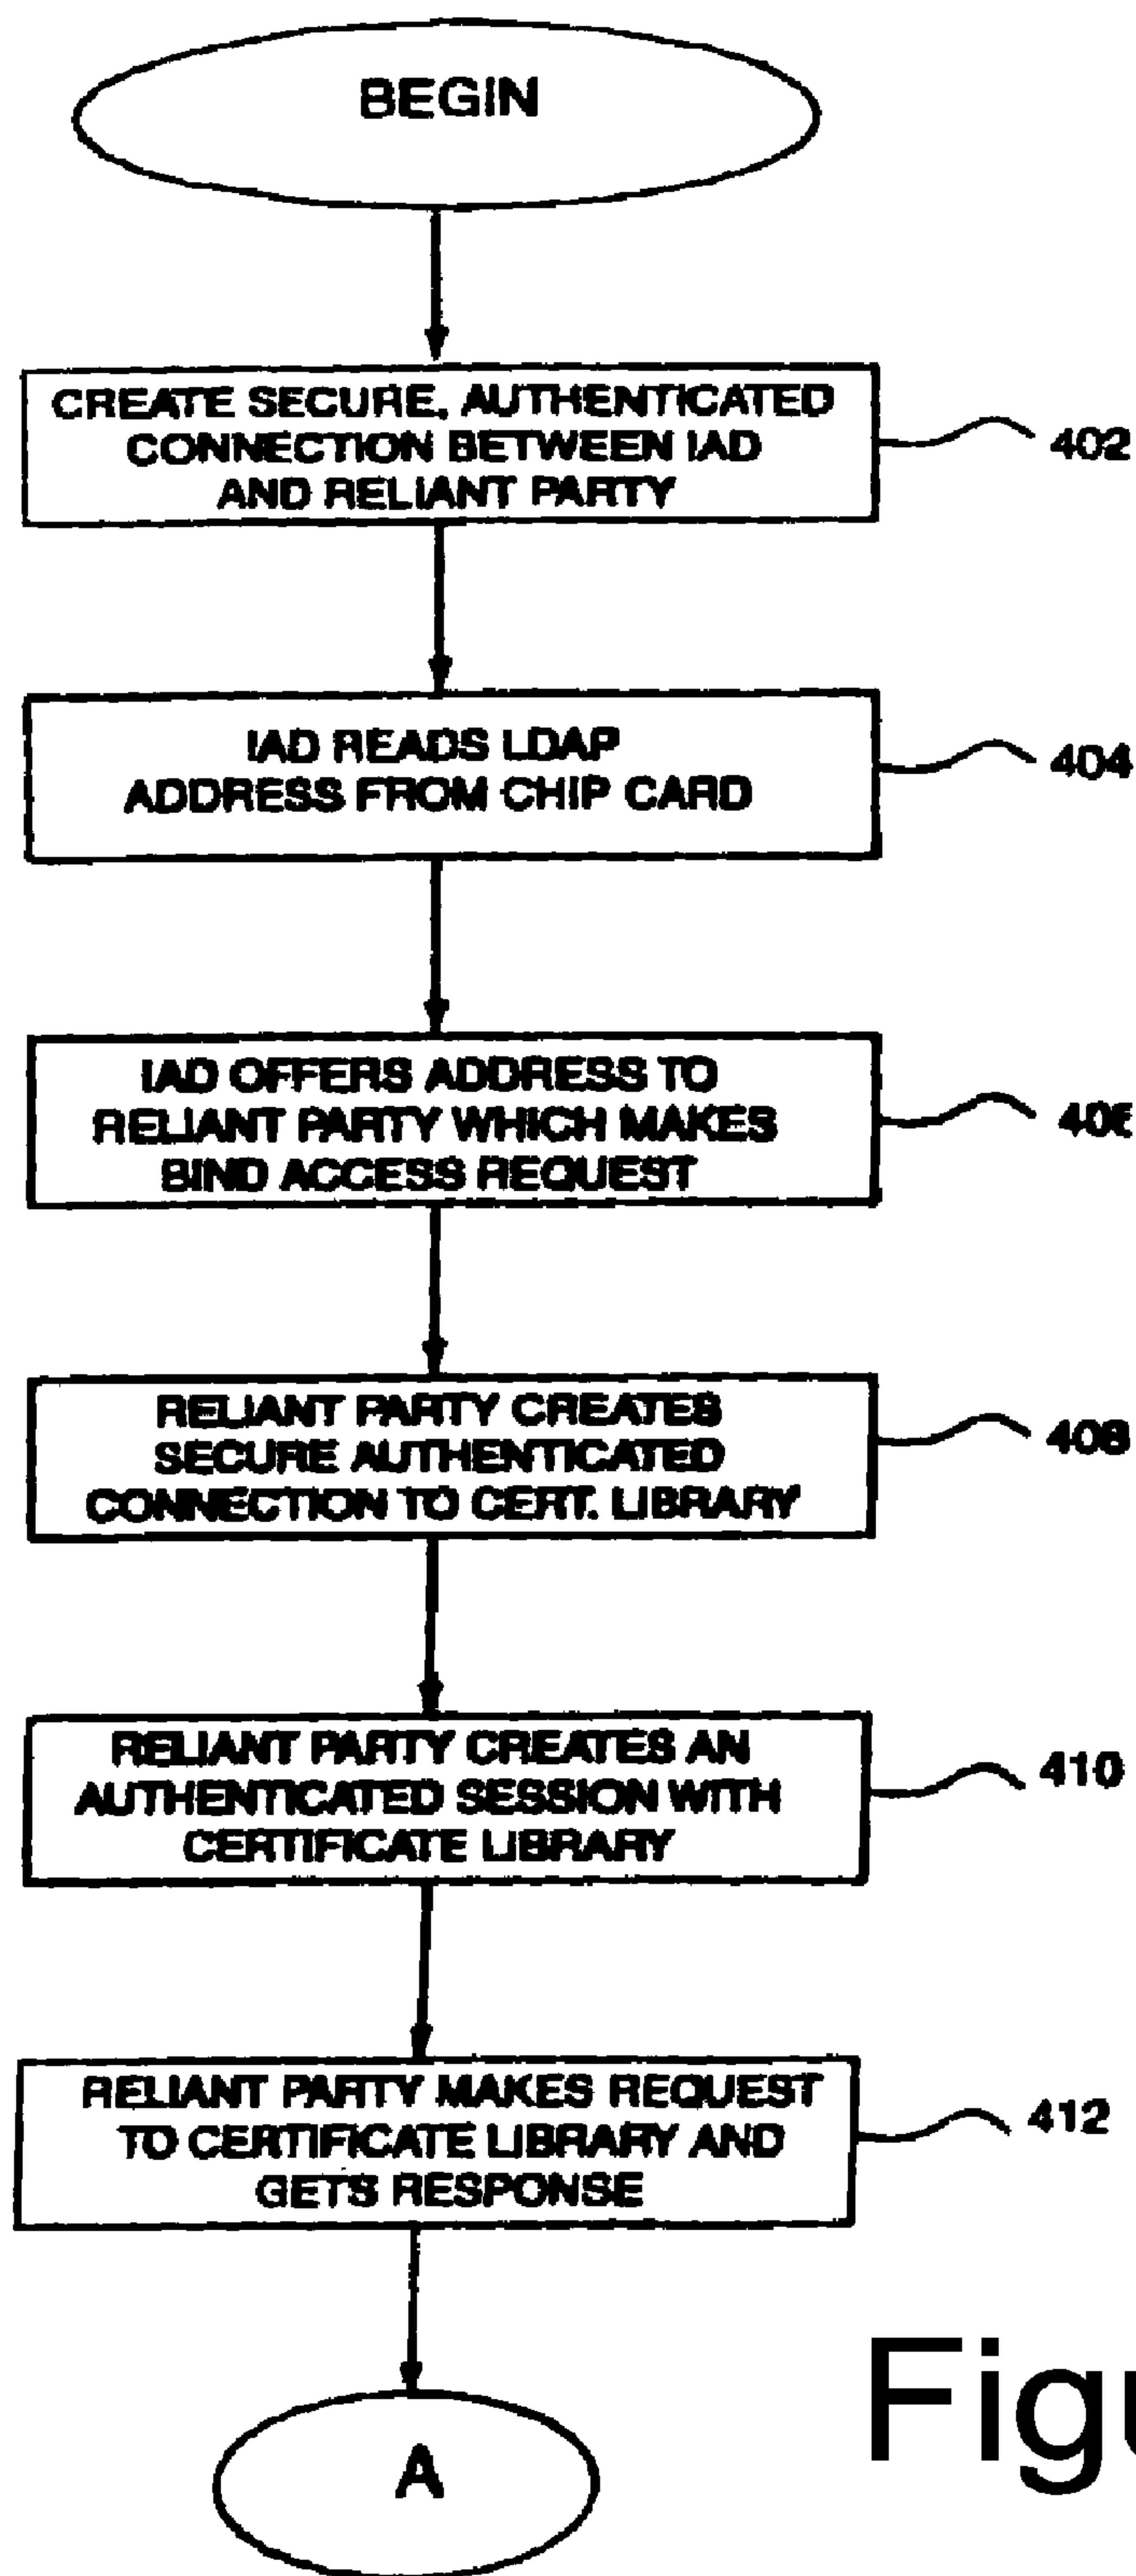 BEGIN
CREATE SECURE, AUTHENTICATED
CONNECTION BETWEEN IAD
AND RELIANT PARTY
402
IAD READS LDAP
ADDRESS FROM CHIP CARD
404
IAD OFFERS ADDRESS TO
RELIANT PARTY WHICH MAKES
BIND ACCESS REQUEST
RELIANT PARTY CREATES
SECURE AUTHENTICATED
CONNECTION TO CERT. LIBRARY
408
RELIANT PARTY CREATES AN
AUTHENTICATED SESSION WITH
CERTIFICATE LIBRARY
410
RELIANT PARTY MAKES REQUEST
TO CERTIFICATE LIBRARY AND
GETS RESPONSE
412
A